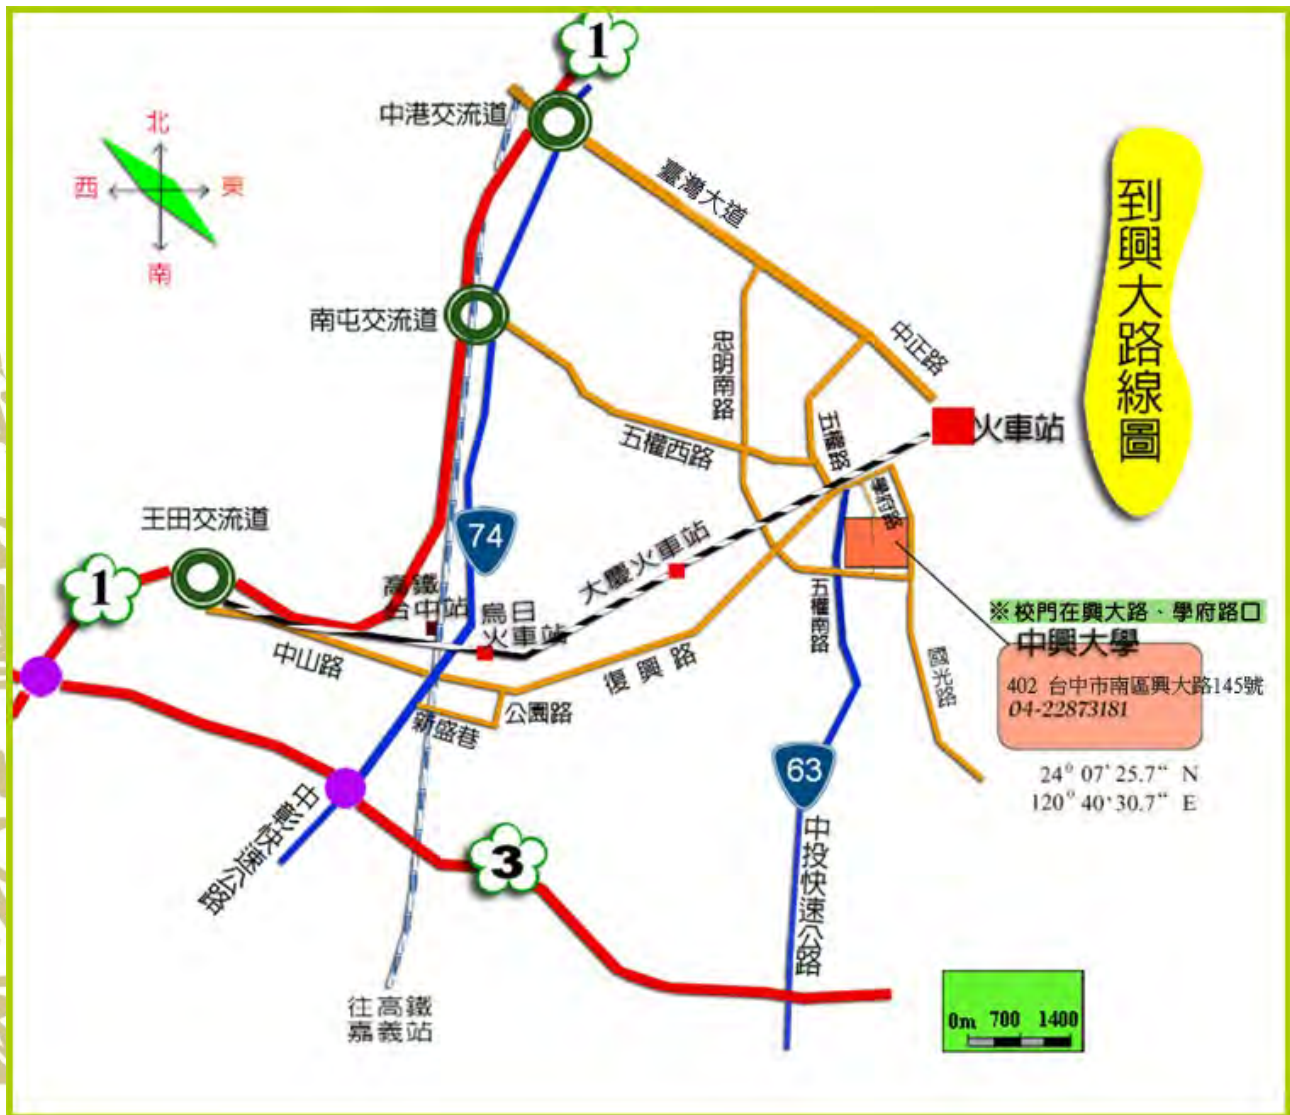 1
中港交流道
北
西
東
南
臺灣大道
到興大路線圖
南屯交流道
忠明南路
中正路
五權路
火車站
五權西路
學府路
王田交流道
74
大慶火車站
1
高鐵
台中站
烏日
火車站
五權南路
※校門在興大路、學府路口
中興大學
402 台中市南區興大路145號
04-22873181
中山路
復興路
國光路
公園路
新盛巷
24° 07' 25.7“ N
120° 40' 30.7“ E
63
中彰快速公路
3
中投快速公路
往高鐵
嘉義站
0m 700 1400